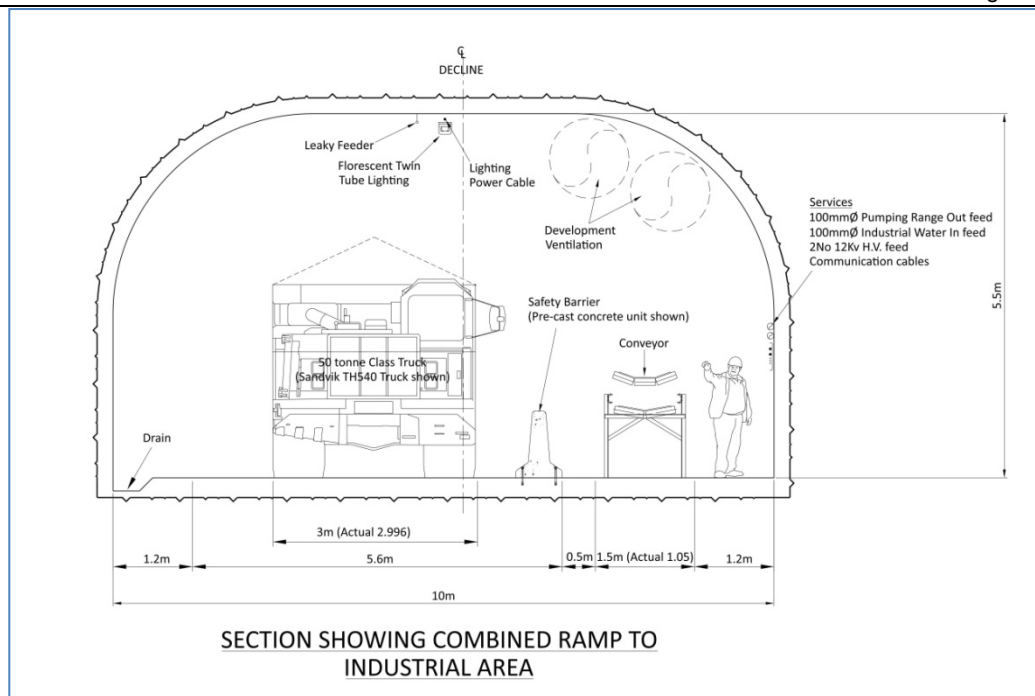 ℄
DECLINE
Leaky Feeder
Florescent Twin
Tube Lighting
Lighting
Power Cable
Development
Ventilation
Services
100mmØ Pumping Range Out feed
100mmØ Industrial Water In feed
2No 12Kv H.V. feed
Communication cables
5.5m
Safety Barrier
(Pre-cast concrete unit shown)
Conveyor
50 tonne Class Truck
(Sandvik TH540 Truck shown)
Drain
3m (Actual 2.996)
1.2m
5.6m
0.5m
1.5m (Actual 1.05)
1.2m
10m
SECTION SHOWING COMBINED RAMP TO
INDUSTRIAL AREA